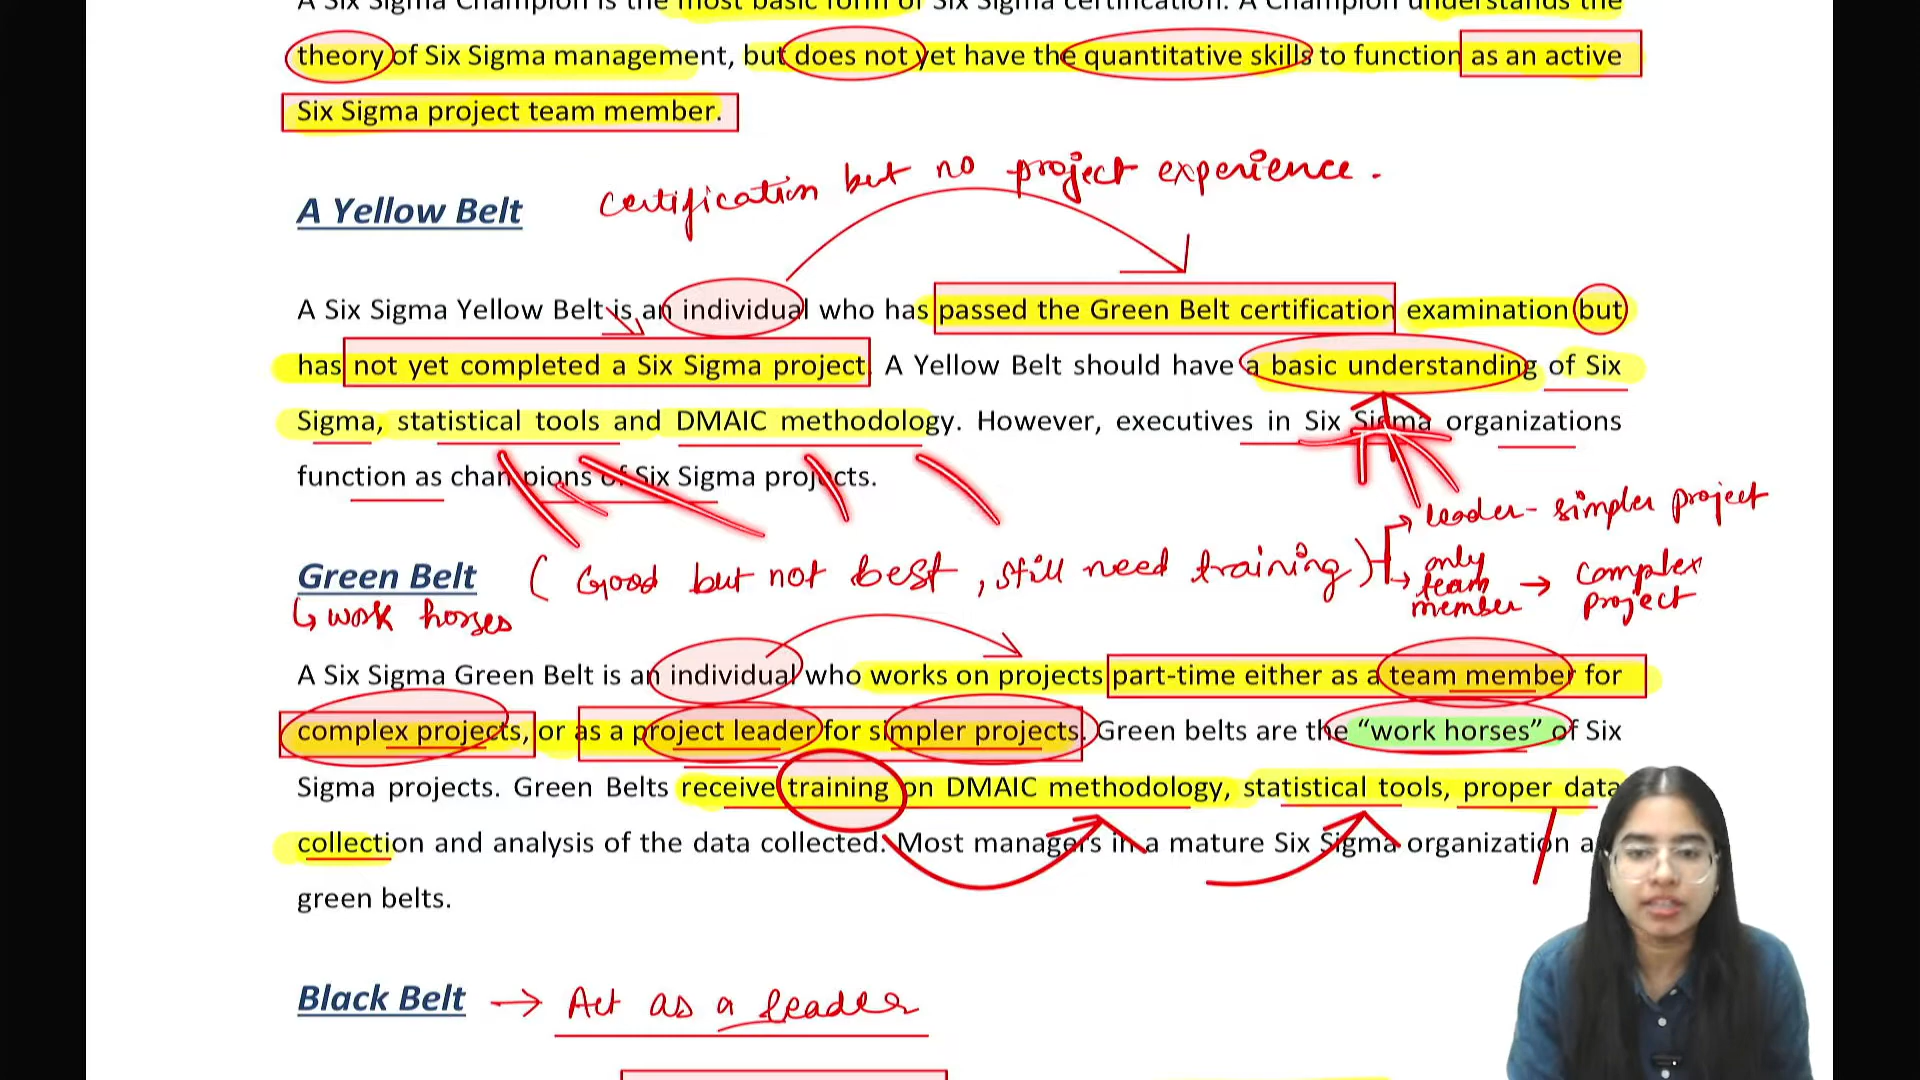 A Six Sigma Champion is the most basic form of Six Sigma certification. A Champion understands the
theory of Six Sigma management, but does not yet have the quantitative skills to function as an active
Six Sigma project team member.
certification but no project experience.
A Yellow Belt
A Six Sigma Yellow Belt is an individual who has passed the Green Belt certification examination but
has not yet completed a Six Sigma project. A Yellow Belt should have a basic understanding of Six
Sigma, statistical tools and DMAIC methodology. However, executives in Six Sigma organizations
function as champions of Six Sigma projects.
leader - simpler project
Green Belt ( Good but not best, still need training )
only team member → complex project
↳ work horses
A Six Sigma Green Belt is an individual who works on projects part-time either as a team member for
complex projects, or as a project leader for simpler projects. Green belts are the “work horses” of Six
Sigma projects. Green Belts receive training on DMAIC methodology, statistical tools, proper data
collection and analysis of the data collected. Most managers in a mature Six Sigma organization
green belts.
Black Belt → Act as a leader